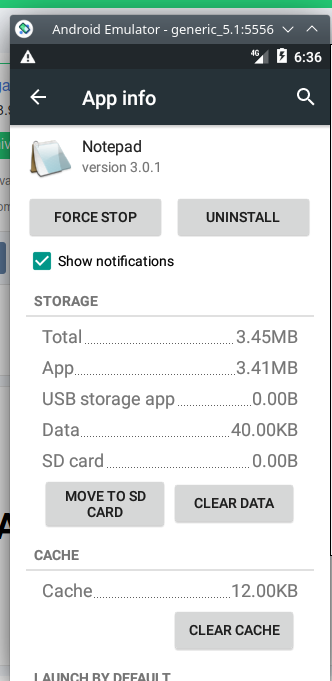 Android Emulator - generic_5.1:5556
4G 6:36
App info
Notepad
version 3.0.1
FORCE STOP UNINSTALL
Show notifications
STORAGE
Total 3.45MB
App 3.41MB
USB storage app 0.00B
Data 40.00KB
SD card 0.00B
MOVE TO SD
CARD
CLEAR DATA
CACHE
Cache 12.00KB
CLEAR CACHE
LAUNCH BY DEFAULT